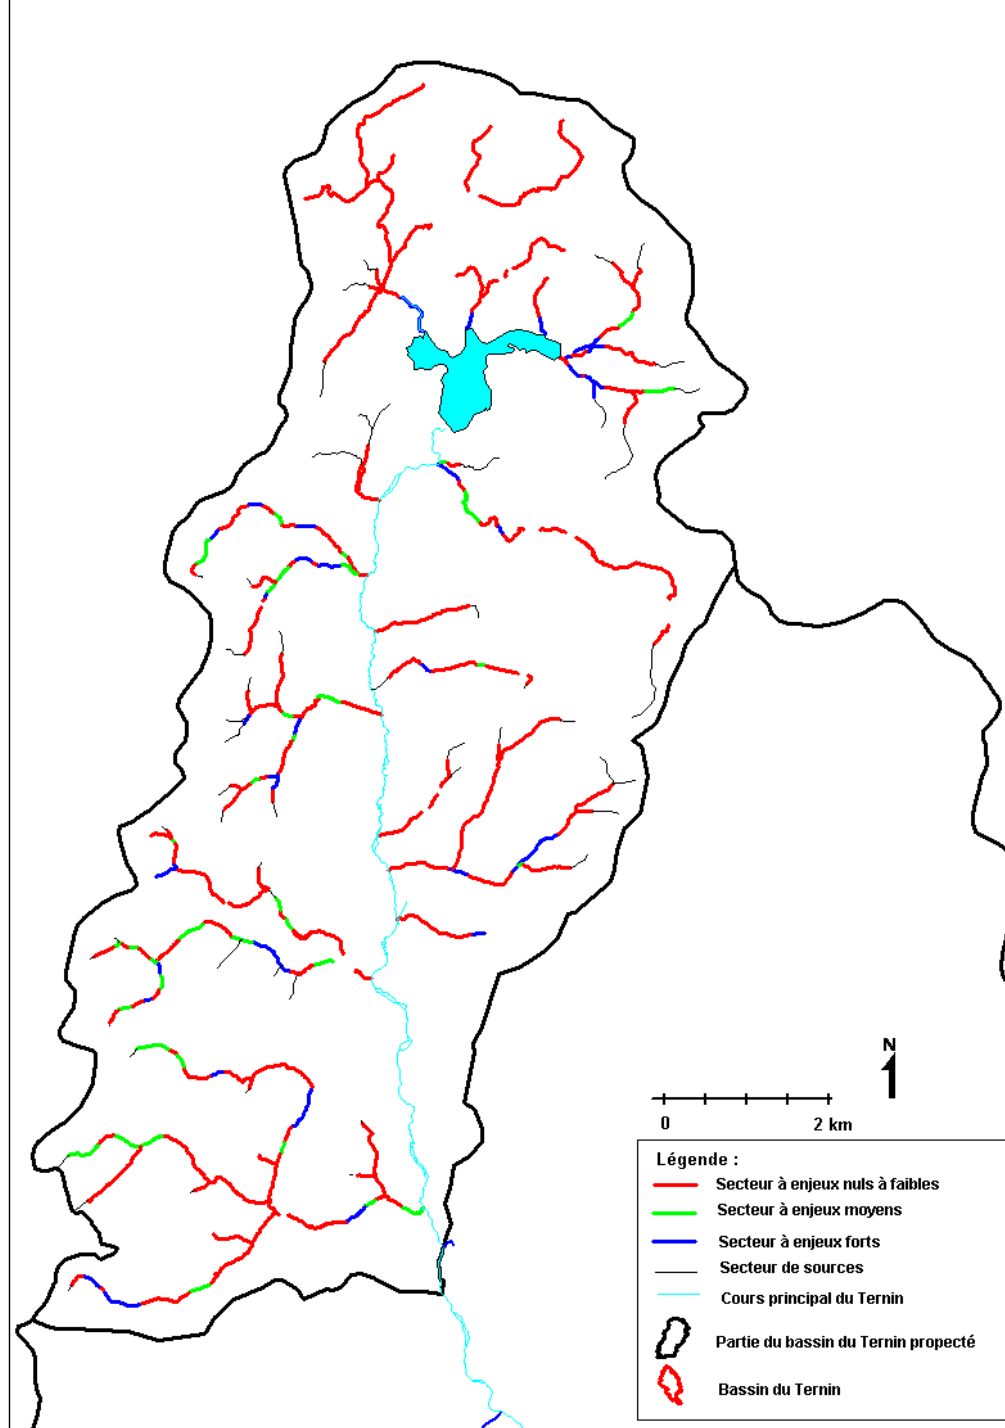 N
0
2 km
Légende :
Secteur à enjeux nuls à faibles
Secteur à enjeux moyens
Secteur à enjeux forts
Secteur de sources
Cours principal du Ternin
Partie du bassin du Ternin propecté
Bassin du Ternin